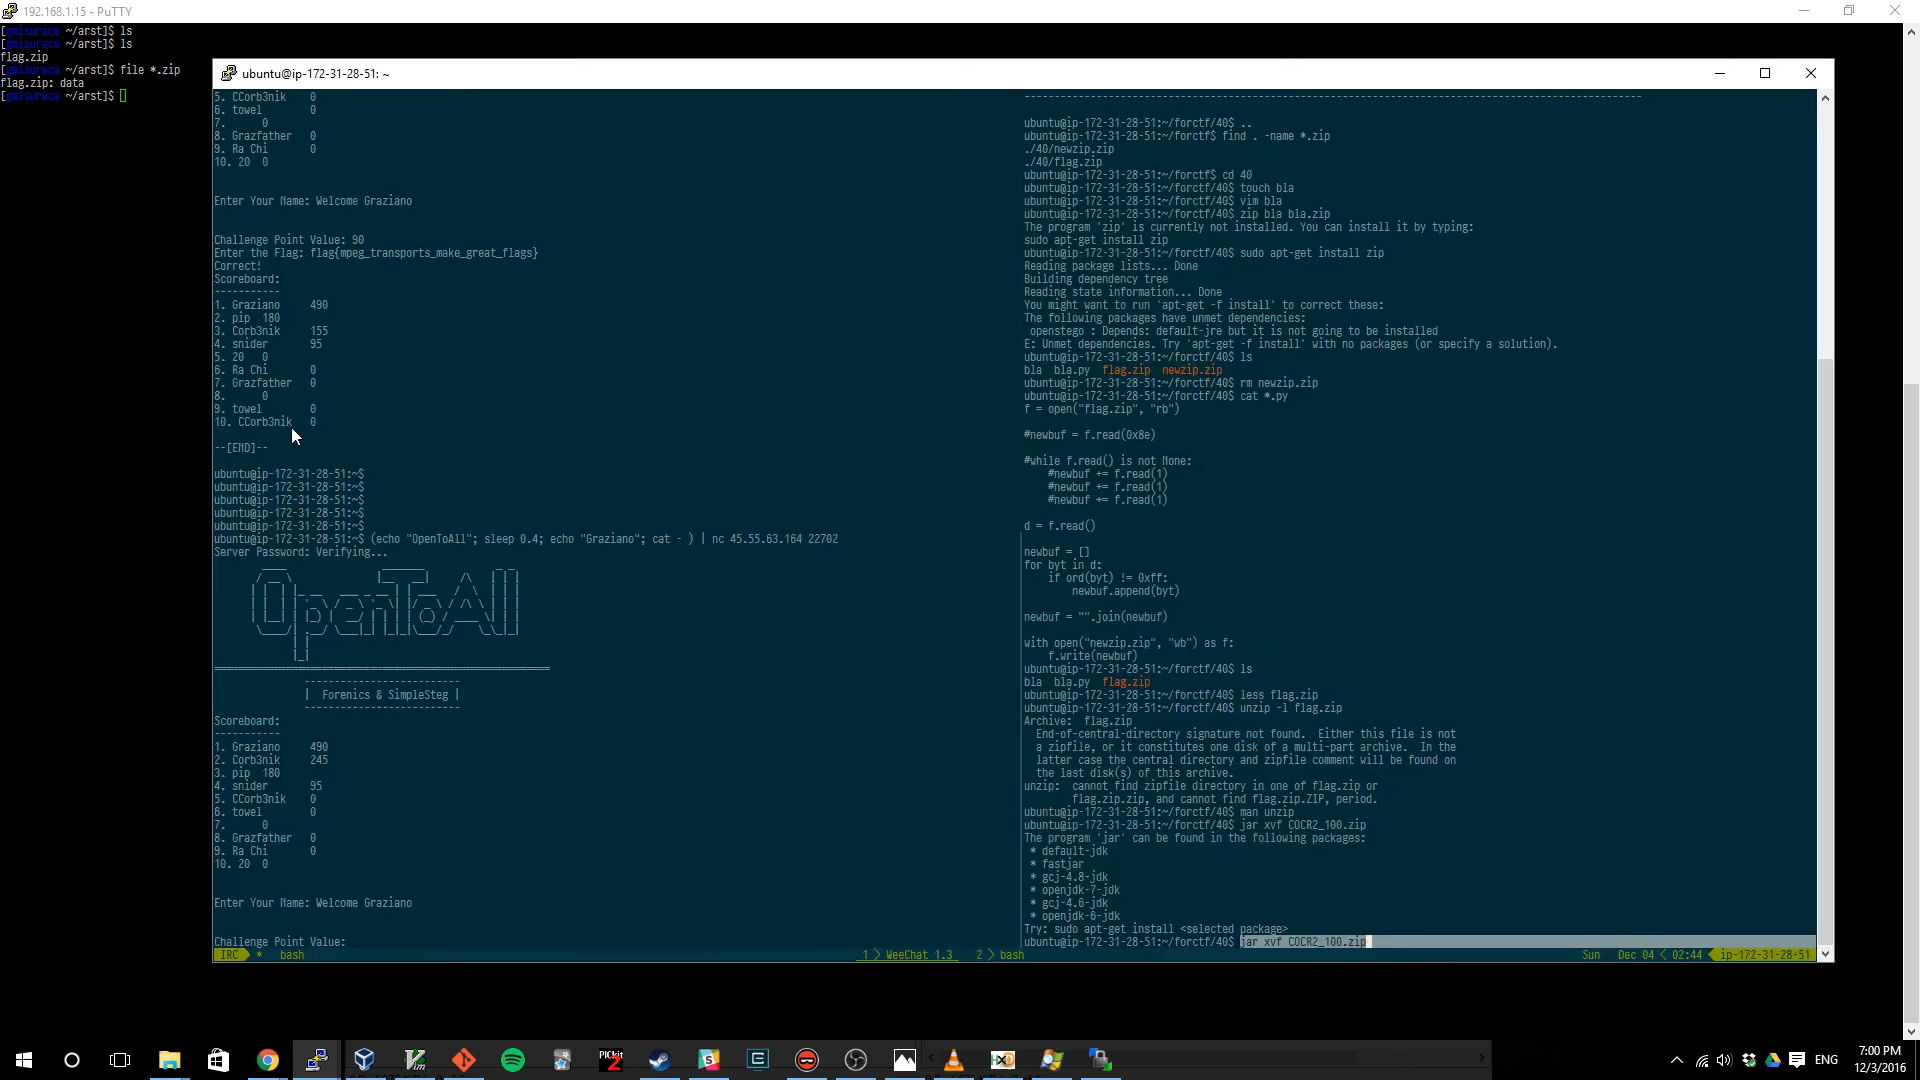 192.168.1.15 - PuTTY
[gmisuraca ~/arst]$ ls
[gmisuraca ~/arst]$ ls
flag.zip
[gmisuraca ~/arst]$ file *.zip
flag.zip: data
[gmisuraca ~/arst]$
ubuntu@ip-172-31-28-51: ~
5. CCorb3nik 0
6. towel 0
7. 0
8. Grazfather 0
9. Ra Chi 0
10. 20 0
Enter Your Name: Welcome Graziano
Challenge Point Value: 90
Enter the Flag: flag{mpeg_transports_make_great_flags}
Correct!
Scoreboard:
-----------
1. Graziano 490
2. pip 180
3. Corb3nik 155
4. snider 95
5. 20 0
6. Ra Chi 0
7. Grazfather 0
8. 0
9. towel 0
10. CCorb3nik 0
--[END]--
ubuntu@ip-172-31-28-51:~$
ubuntu@ip-172-31-28-51:~$
ubuntu@ip-172-31-28-51:~$
ubuntu@ip-172-31-28-51:~$
ubuntu@ip-172-31-28-51:~$
ubuntu@ip-172-31-28-51:~$ (echo "OpenToAll"; sleep 0.4; echo "Graziano"; cat - ) | nc 45.55.63.164 22702
Server Password: Verifying...
OpenToAll
| Forenics & SimpleSteg |
Scoreboard:
-----------
1. Graziano 490
2. Corb3nik 245
3. pip 180
4. snider 95
5. CCorb3nik 0
6. towel 0
7. 0
8. Grazfather 0
9. Ra Chi 0
10. 20 0
Enter Your Name: Welcome Graziano
Challenge Point Value:
ubuntu@ip-172-31-28-51:~/forctf/40$ ..
ubuntu@ip-172-31-28-51:~/forctf$ find . -name *.zip
./40/newzip.zip
./40/flag.zip
ubuntu@ip-172-31-28-51:~/forctf$ cd 40
ubuntu@ip-172-31-28-51:~/forctf/40$ touch bla
ubuntu@ip-172-31-28-51:~/forctf/40$ vim bla
ubuntu@ip-172-31-28-51:~/forctf/40$ zip bla bla.zip
The program 'zip' is currently not installed. You can install it by typing:
sudo apt-get install zip
ubuntu@ip-172-31-28-51:~/forctf/40$ sudo apt-get install zip
Reading package lists... Done
Building dependency tree
Reading state information... Done
You might want to run 'apt-get -f install' to correct these:
The following packages have unmet dependencies:
openstego : Depends: default-jre but it is not going to be installed
E: Unmet dependencies. Try 'apt-get -f install' with no packages (or specify a solution).
ubuntu@ip-172-31-28-51:~/forctf/40$ ls
bla bla.py flag.zip newzip.zip
ubuntu@ip-172-31-28-51:~/forctf/40$ rm newzip.zip
ubuntu@ip-172-31-28-51:~/forctf/40$ cat *.py
f = open("flag.zip", "rb")
#newbuf = f.read(0x8e)
#while f.read() is not None:
#newbuf += f.read(1)
#newbuf += f.read(1)
#newbuf += f.read(1)
d = f.read()
newbuf = []
for byt in d:
if ord(byt) != 0xff:
newbuf.append(byt)
newbuf = "".join(newbuf)
with open("newzip.zip", "wb") as f:
f.write(newbuf)
ubuntu@ip-172-31-28-51:~/forctf/40$ ls
bla bla.py flag.zip
ubuntu@ip-172-31-28-51:~/forctf/40$ less flag.zip
ubuntu@ip-172-31-28-51:~/forctf/40$ unzip -l flag.zip
Archive: flag.zip
End-of-central-directory signature not found. Either this file is not
a zipfile, or it constitutes one disk of a multi-part archive. In the
latter case the central directory and zipfile comment will be found on
the last disk(s) of this archive.
unzip: cannot find zipfile directory in one of flag.zip or
flag.zip.zip, and cannot find flag.zip.ZIP, period.
ubuntu@ip-172-31-28-51:~/forctf/40$ man unzip
ubuntu@ip-172-31-28-51:~/forctf/40$ jar xvf COCR2_100.zip
The program 'jar' can be found in the following packages:
* default-jdk
* fastjar
* gcj-4.8-jdk
* openjdk-7-jdk
* gcj-4.6-jdk
* openjdk-6-jdk
Try: sudo apt-get install <selected package>
ubuntu@ip-172-31-28-51:~/forctf/40$ jar xvf COCR2_100.zip
IRC * bash 1 > WeeChat 1.3 2 > bash Sun Dec 04 < 02:44 ip-172-31-28-51
ENG
7:00 PM
12/3/2016